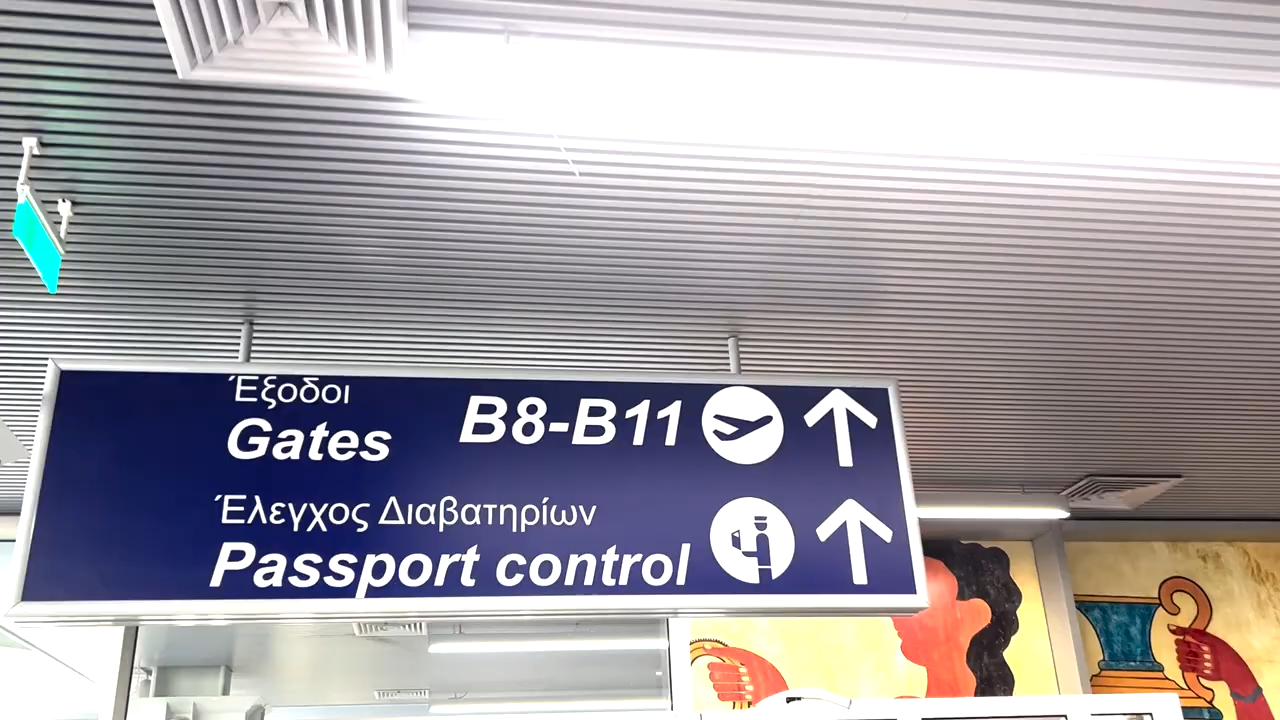 Έξοδοι
Gates B8-B11
Έλεγχος Διαβατηρίων
Passport control